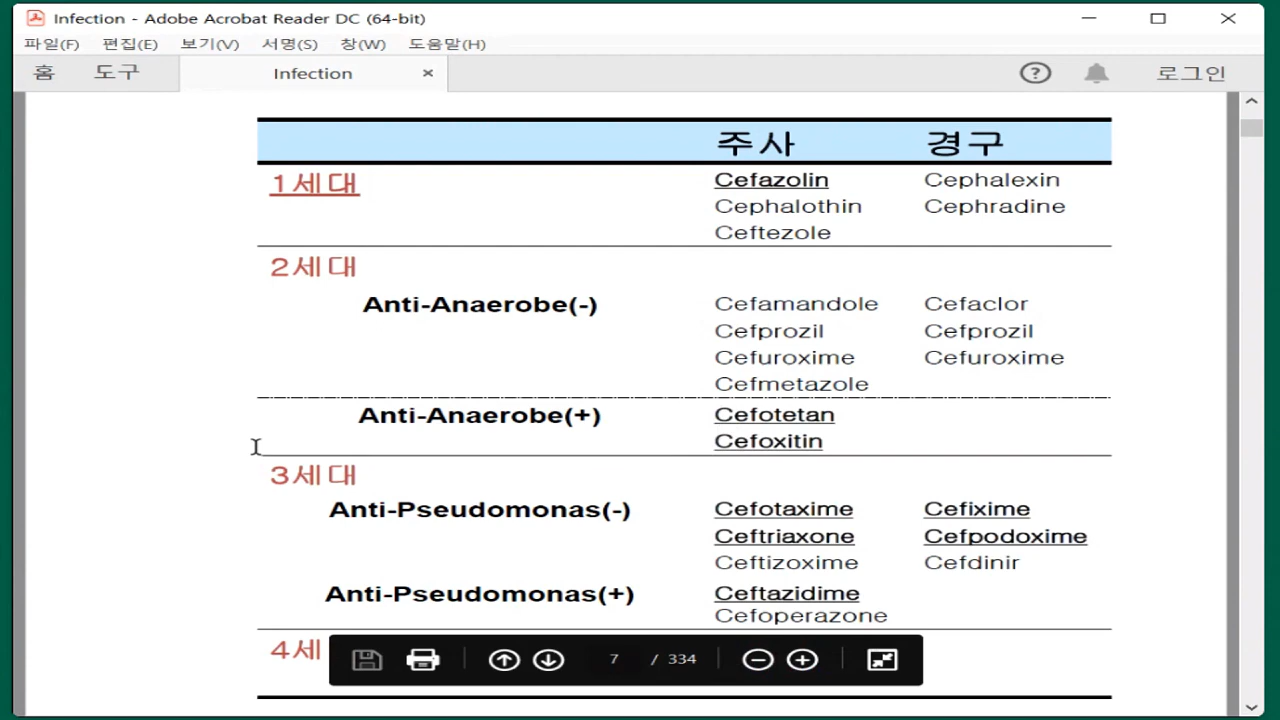 Infection - Adobe Acrobat Reader DC (64-bit)
파일(F) 편집(E) 보기(V) 서명(S) 창(W) 도움말(H)
홈 도구 Infection × ? 로그인
주사 경구
1세대 Cefazolin Cephalexin
Cephalothin Cephradine
Ceftezole
2세대
Anti-Anaerobe(-) Cefamandole Cefaclor
Cefprozil Cefprozil
Cefuroxime Cefuroxime
Cefmetazole
Anti-Anaerobe(+) Cefotetan
Cefoxitin
3세대
Anti-Pseudomonas(-) Cefotaxime Cefixime
Ceftriaxone Cefpodoxime
Ceftizoxime Cefdinir
Anti-Pseudomonas(+) Ceftazidime
Cefoperazone
4세
7 / 334